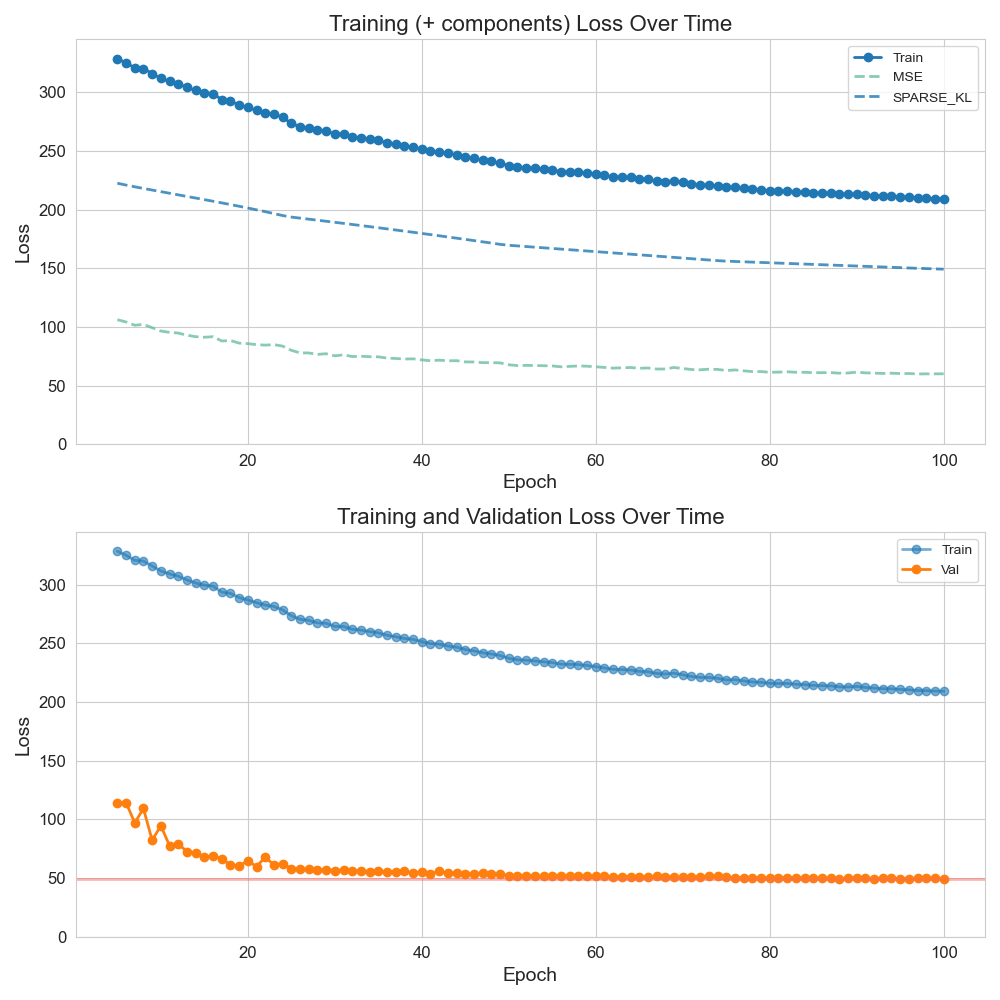 Training (+ components) Loss Over Time
Train
MSE
SPARSE_KL
Loss
300
250
200
150
100
50
0
20 40 60 80 100
Epoch
Training and Validation Loss Over Time
Train
Val
Loss
300
250
200
150
100
50
0
20 40 60 80 100
Epoch